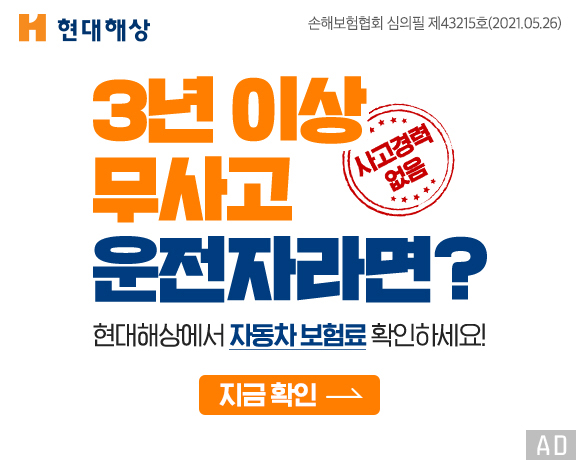 현대해상
손해보험협회 심의필 제43215호(2021.05.26)
3년 이상
무사고
사고경력
없음
운전자라면?
현대해상에서 자동차 보험료 확인하세요!
지금 확인
AD